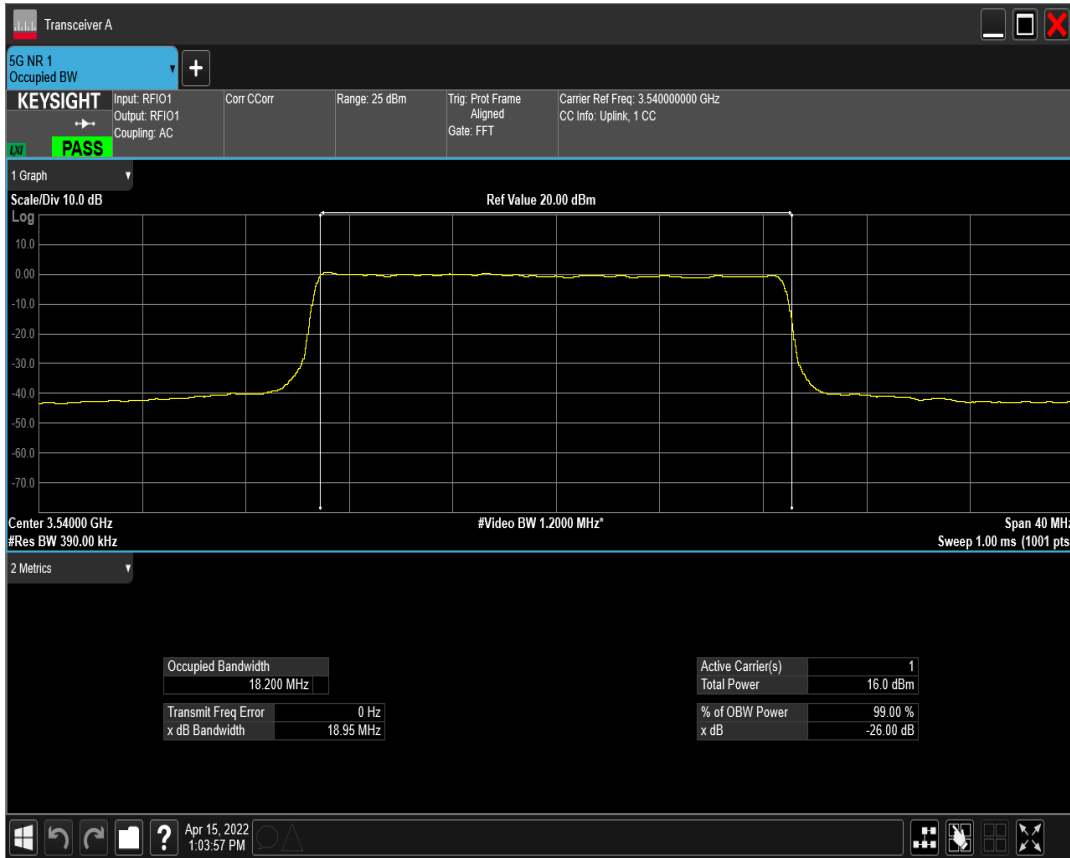 Transceiver A
5G NR 1
Occupied BW
KEYSIGHT
LXI
PASS
Input: RFIO1
Output: RFIO1
Coupling: AC
Corr CCorr
Range: 25 dBm
Trig: Prot Frame
Aligned
Gate: FFT
Carrier Ref Freq: 3.540000000 GHz
CC Info: Uplink, 1 CC
1 Graph
Scale/Div 10.0 dB
Ref Value 20.00 dBm
Log
10.0
0.00
-10.0
-20.0
-30.0
-40.0
-50.0
-60.0
-70.0
Center 3.54000 GHz
#Video BW 1.2000 MHz*
Span 40 MHz
#Res BW 390.00 kHz
Sweep 1.00 ms (1001 pts
2 Metrics
Occupied Bandwidth
18.200 MHz
Transmit Freq Error 0 Hz
x dB Bandwidth 18.95 MHz
Active Carrier(s) 1
Total Power 16.0 dBm
% of OBW Power 99.00 %
x dB -26.00 dB
?
Apr 15, 2022
1:03:57 PM